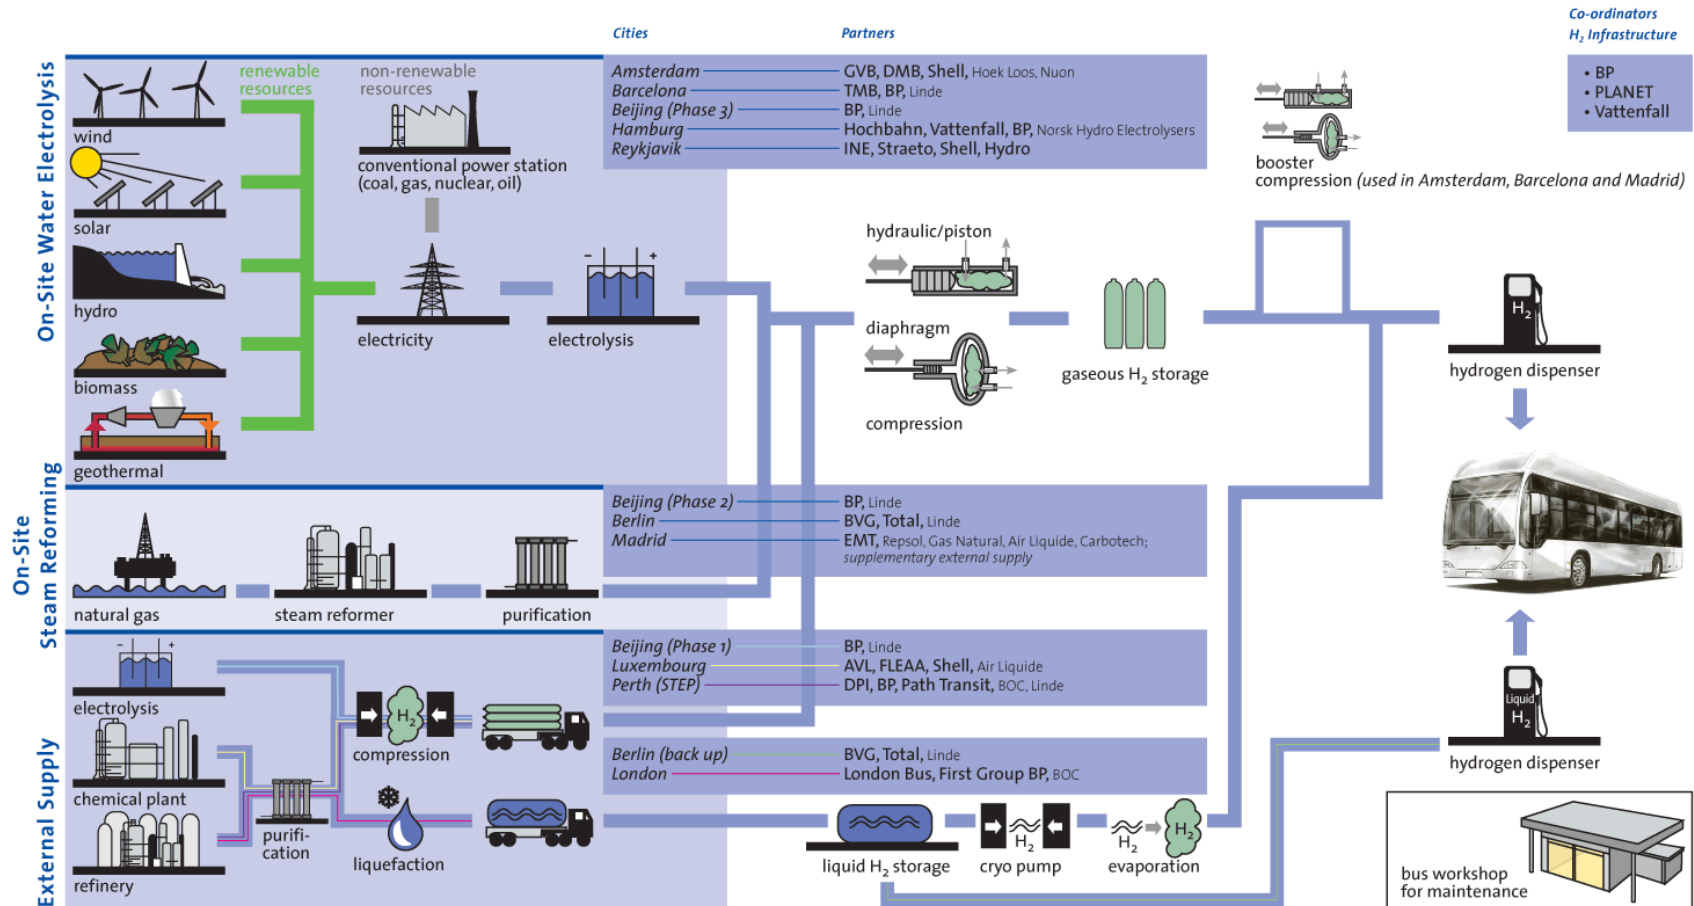 Cities
Partners
Co-ordinators
H₂ Infrastructure
• BP
• PLANET
• Vattenfall
On-Site Water Electrolysis
renewable
resources
non-renewable
resources
wind
solar
hydro
biomass
geothermal
conventional power station
(coal, gas, nuclear, oil)
electricity
- +
electrolysis
Amsterdam GVB, DMB, Shell, Hoek Loos, Nuon
Barcelona TMB, BP, Linde
Beijing (Phase 3) BP, Linde
Hamburg Hochbahn, Vattenfall, BP, Norsk Hydro Electrolysers
Reykjavik INE, Straeto, Shell, Hydro
booster
compression (used in Amsterdam, Barcelona and Madrid)
hydraulic/piston
diaphragm
compression
gaseous H₂ storage
H₂
hydrogen dispenser
On-Site
Steam Reforming
natural gas
steam reformer
purification
Beijing (Phase 2) BP, Linde
Berlin BVG, Total, Linde
Madrid EMT, Repsol, Gas Natural, Air Liquide, Carbotech;
supplementary external supply
External Supply
- +
electrolysis
chemical plant
refinery
purifi-
cation
H₂
compression
liquefaction
Beijing (Phase 1) BP, Linde
Luxembourg AVL, FLEAA, Shell, Air Liquide
Perth (STEP) DPI, BP, Path Transit, BOC, Linde
Berlin (back up) BVG, Total, Linde
London London Bus, First Group BP, BOC
liquid H₂ storage
H₂
cryo pump
H₂
H₂
evaporation
Liquid
H₂
hydrogen dispenser
bus workshop
for maintenance